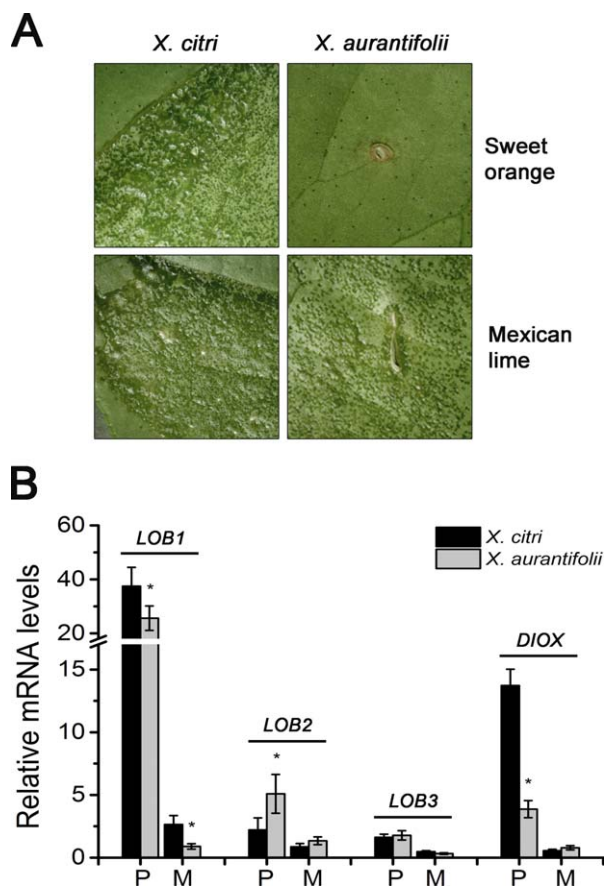 A
X. citri
X. aurantifolii
Sweet
orange
Mexican
lime
B
Relative mRNA levels
60
40
20
15
10
5
0
LOB1
LOB2
LOB3
DIOX
X. citri
X. aurantifolii
*
*
*
*
P M P M P M P M